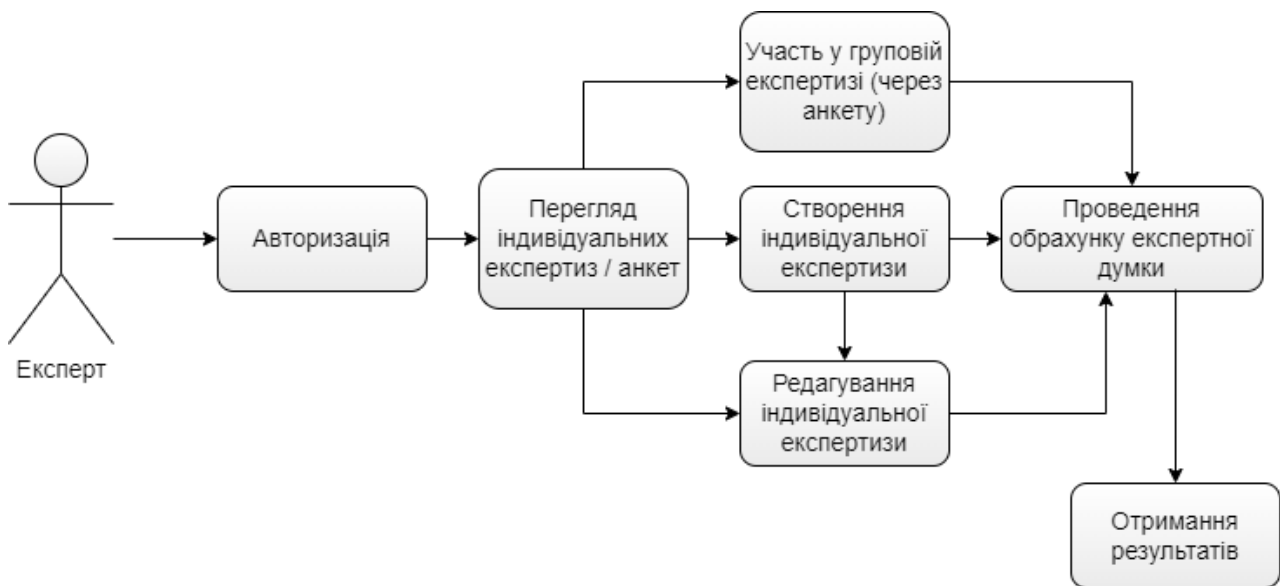 Участь у груповій
експертизі (через
анкету)
Експерт
Авторизація
Перегляд
індивідуальних
експертиз / анкет
Створення
індивідуальної
експертизи
Проведення
обрахунку експертної
думки
Редагування
індивідуальної
експертизи
Отримання
результатів